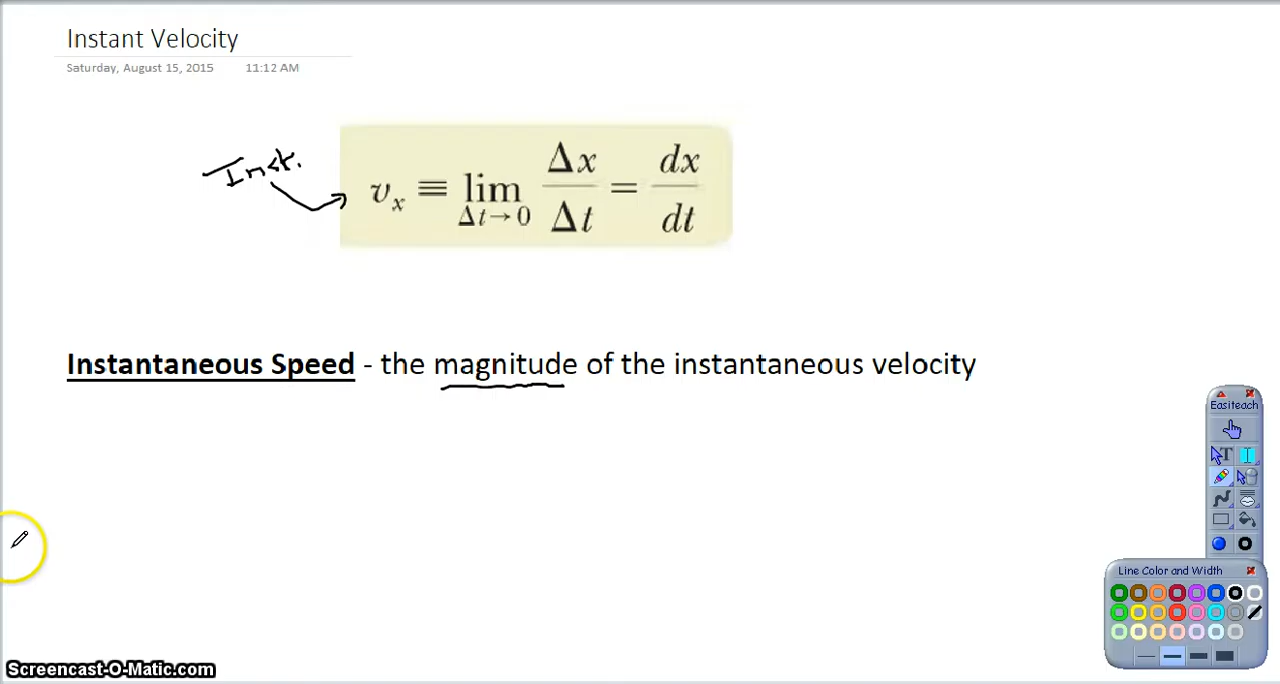 Instant Velocity
Saturday, August 15, 2015 11:12 AM
Inst.
v_x ≡ lim_{Δt→0} Δx/Δt = dx/dt
Instantaneous Speed - the magnitude of the instantaneous velocity
Easiteach
Line Color and Width
Screencast-O-Matic.com